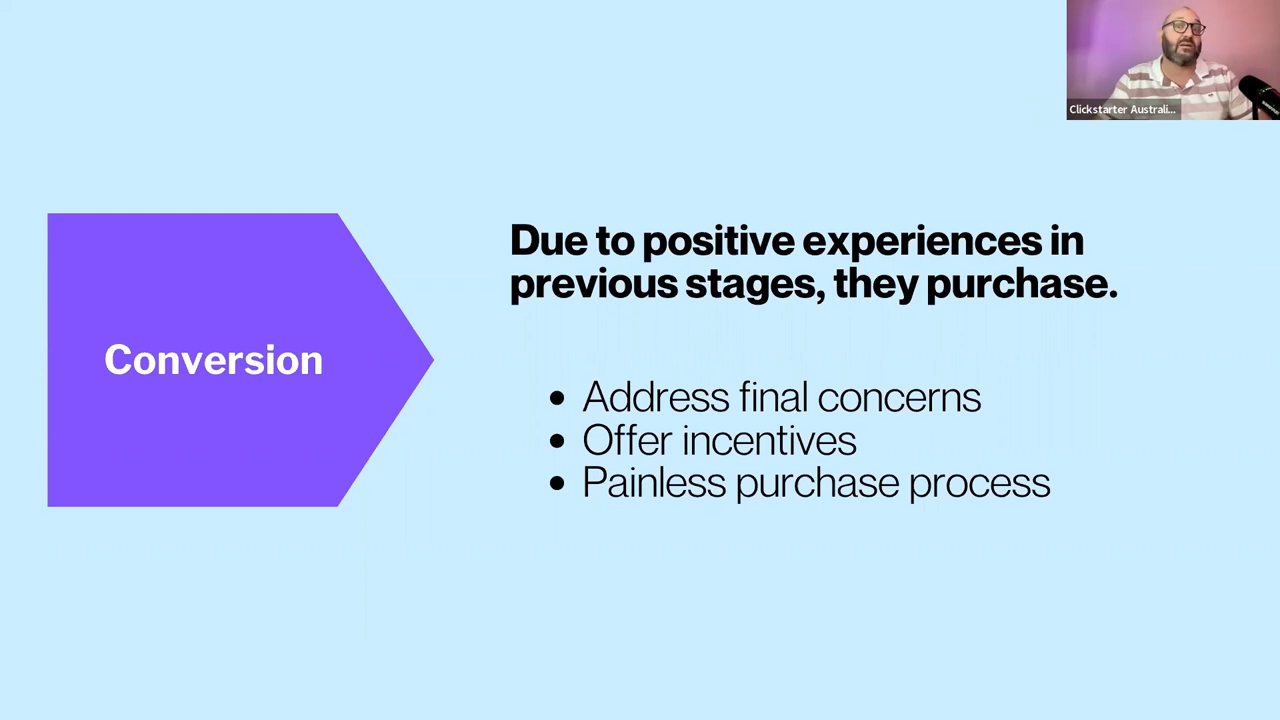 Clickstarter Australi...
Due to positive experiences in
previous stages, they purchase.
Conversion
• Address final concerns
• Offer incentives
• Painless purchase process